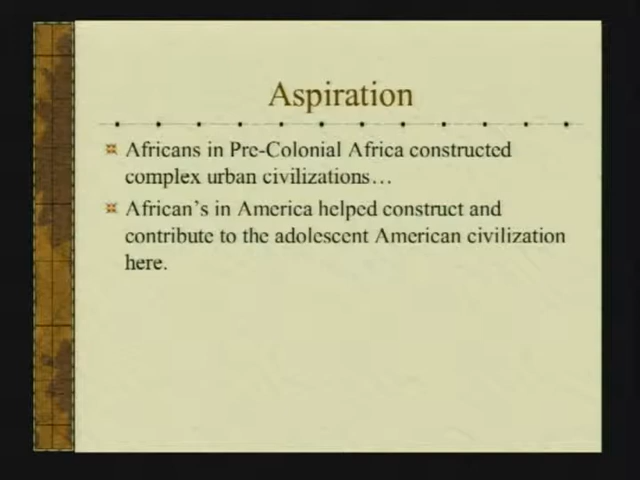 Aspiration
Africans in Pre-Colonial Africa constructed
complex urban civilizations…
African's in America helped construct and
contribute to the adolescent American civilization
here.